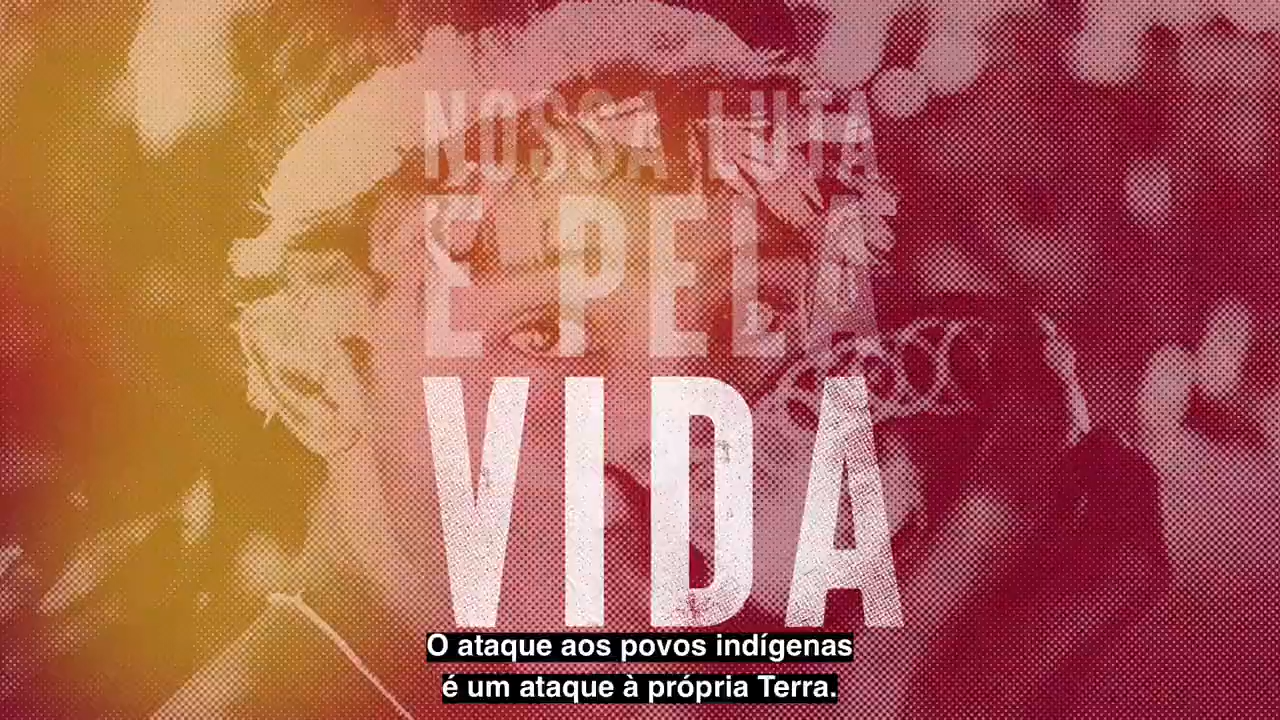 NOSSA LUTA
É PELA
VIDA
O ataque aos povos indígenas
é um ataque à própria Terra.